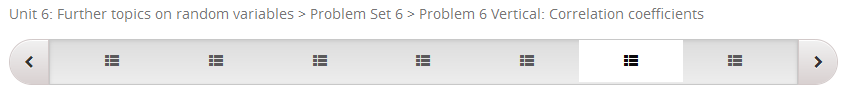 Unit 6: Further topics on random variables > Problem Set 6 > Problem 6 Vertical: Correlation coefficients